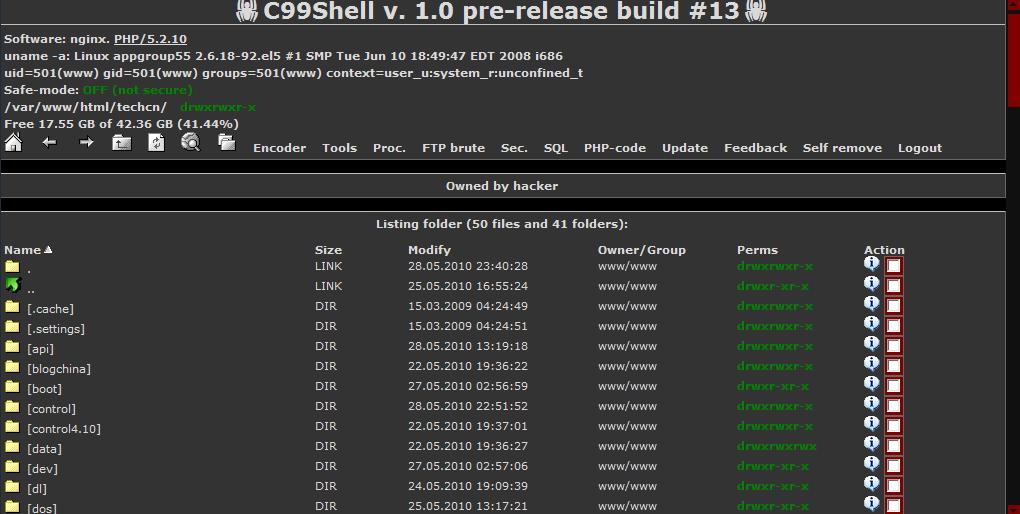 C99Shell v. 1.0 pre-release build #13
Software: nginx. PHP/5.2.10
uname -a: Linux appgroup55 2.6.18-92.el5 #1 SMP Tue Jun 10 18:49:47 EDT 2008 i686
uid=501(www) gid=501(www) groups=501(www) context=user_u:system_r:unconfined_t
Safe-mode: OFF (not secure)
/var/www/html/techcn/ drwxrwxr-x
Free 17.55 GB of 42.36 GB (41.44%)
Encoder Tools Proc. FTP brute Sec. SQL PHP-code Update Feedback Self remove Logout
Owned by hacker
Listing folder (50 files and 41 folders):
Name Size Modify Owner/Group Perms Action
. LINK 28.05.2010 23:40:28 www/www drwxrwxr-x
.. LINK 25.05.2010 16:55:24 www/www drwxr-xr-x
[.cache] DIR 15.03.2009 04:24:49 www/www drwxrwxr-x
[.settings] DIR 15.03.2009 04:24:51 www/www drwxrwxr-x
[api] DIR 28.05.2010 13:19:18 www/www drwxrwxr-x
[blogchina] DIR 22.05.2010 19:36:22 www/www drwxrwxr-x
[boot] DIR 27.05.2010 02:56:59 www/www drwxr-xr-x
[control] DIR 28.05.2010 22:51:52 www/www drwxrwxr-x
[control4.10] DIR 22.05.2010 19:37:01 www/www drwxrwxr-x
[data] DIR 22.05.2010 19:36:27 www/www drwxrwxrwx
[dev] DIR 27.05.2010 02:57:06 www/www drwxr-xr-x
[dl] DIR 24.05.2010 19:09:39 www/www drwxr-xr-x
[dos] DIR 25.05.2010 13:17:21 www/www drwxr-xr-x